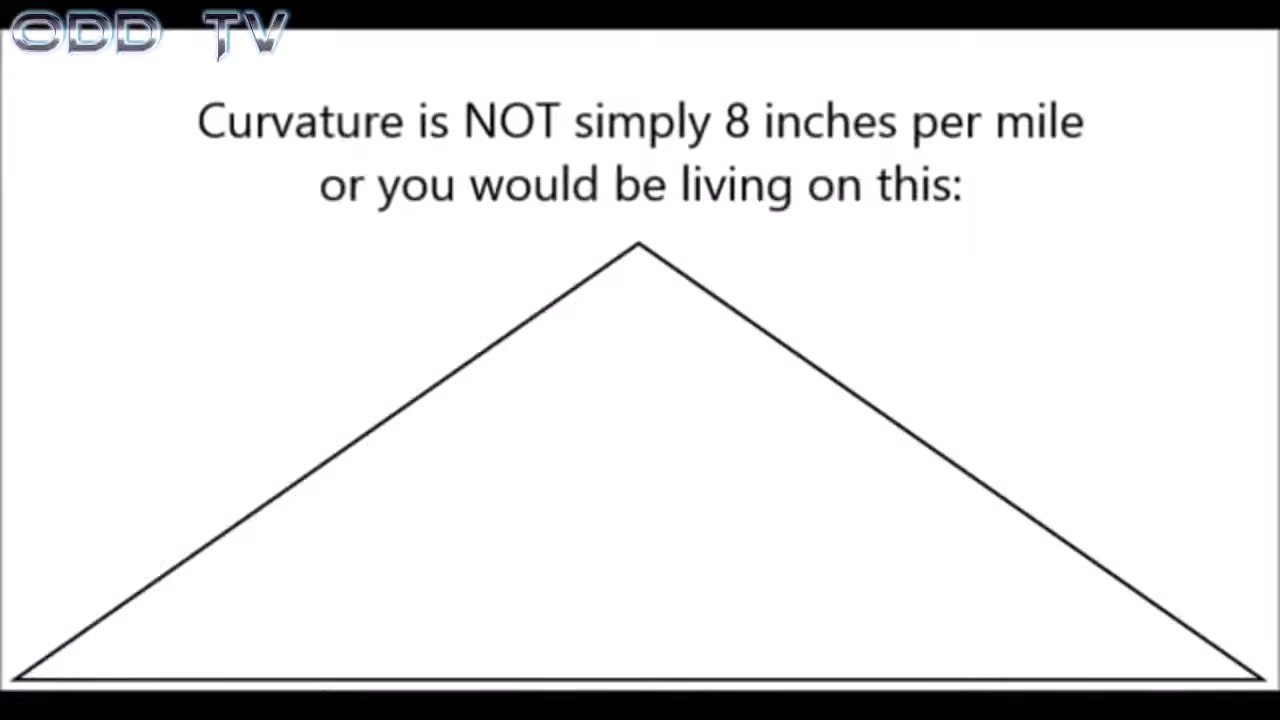 ODD TV
Curvature is NOT simply 8 inches per mile
or you would be living on this: